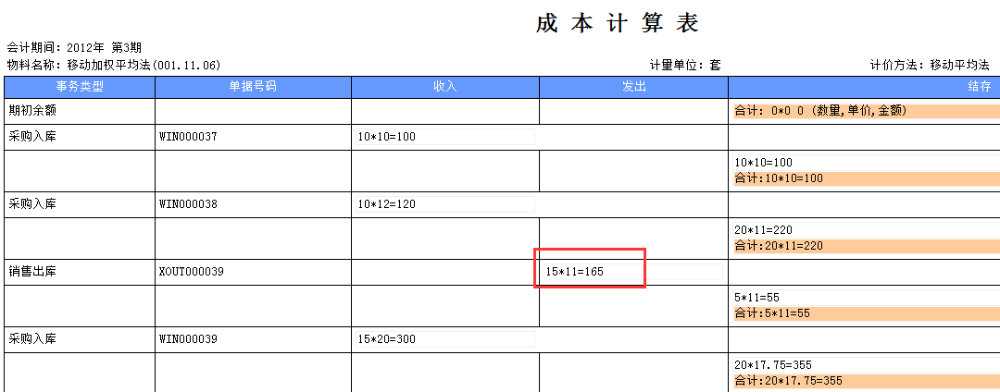 成 本 计 算 表
会计期间: 2012年 第3期
物料名称: 移动加权平均法(001.11.06) 计量单位: 套 计价方法: 移动平均法
事务类型 单据号码 收入 发出 结存
期初余额 合计: 0*0 0 (数量,单价,金额)
采购入库 WIN000037 10*10=100
10*10=100
合计:10*10=100
采购入库 WIN000038 10*12=120
20*11=220
合计:20*11=220
销售出库 XOUT000039 15*11=165
5*11=55
合计:5*11=55
采购入库 WIN000039 15*20=300
20*17.75=355
合计:20*17.75=355